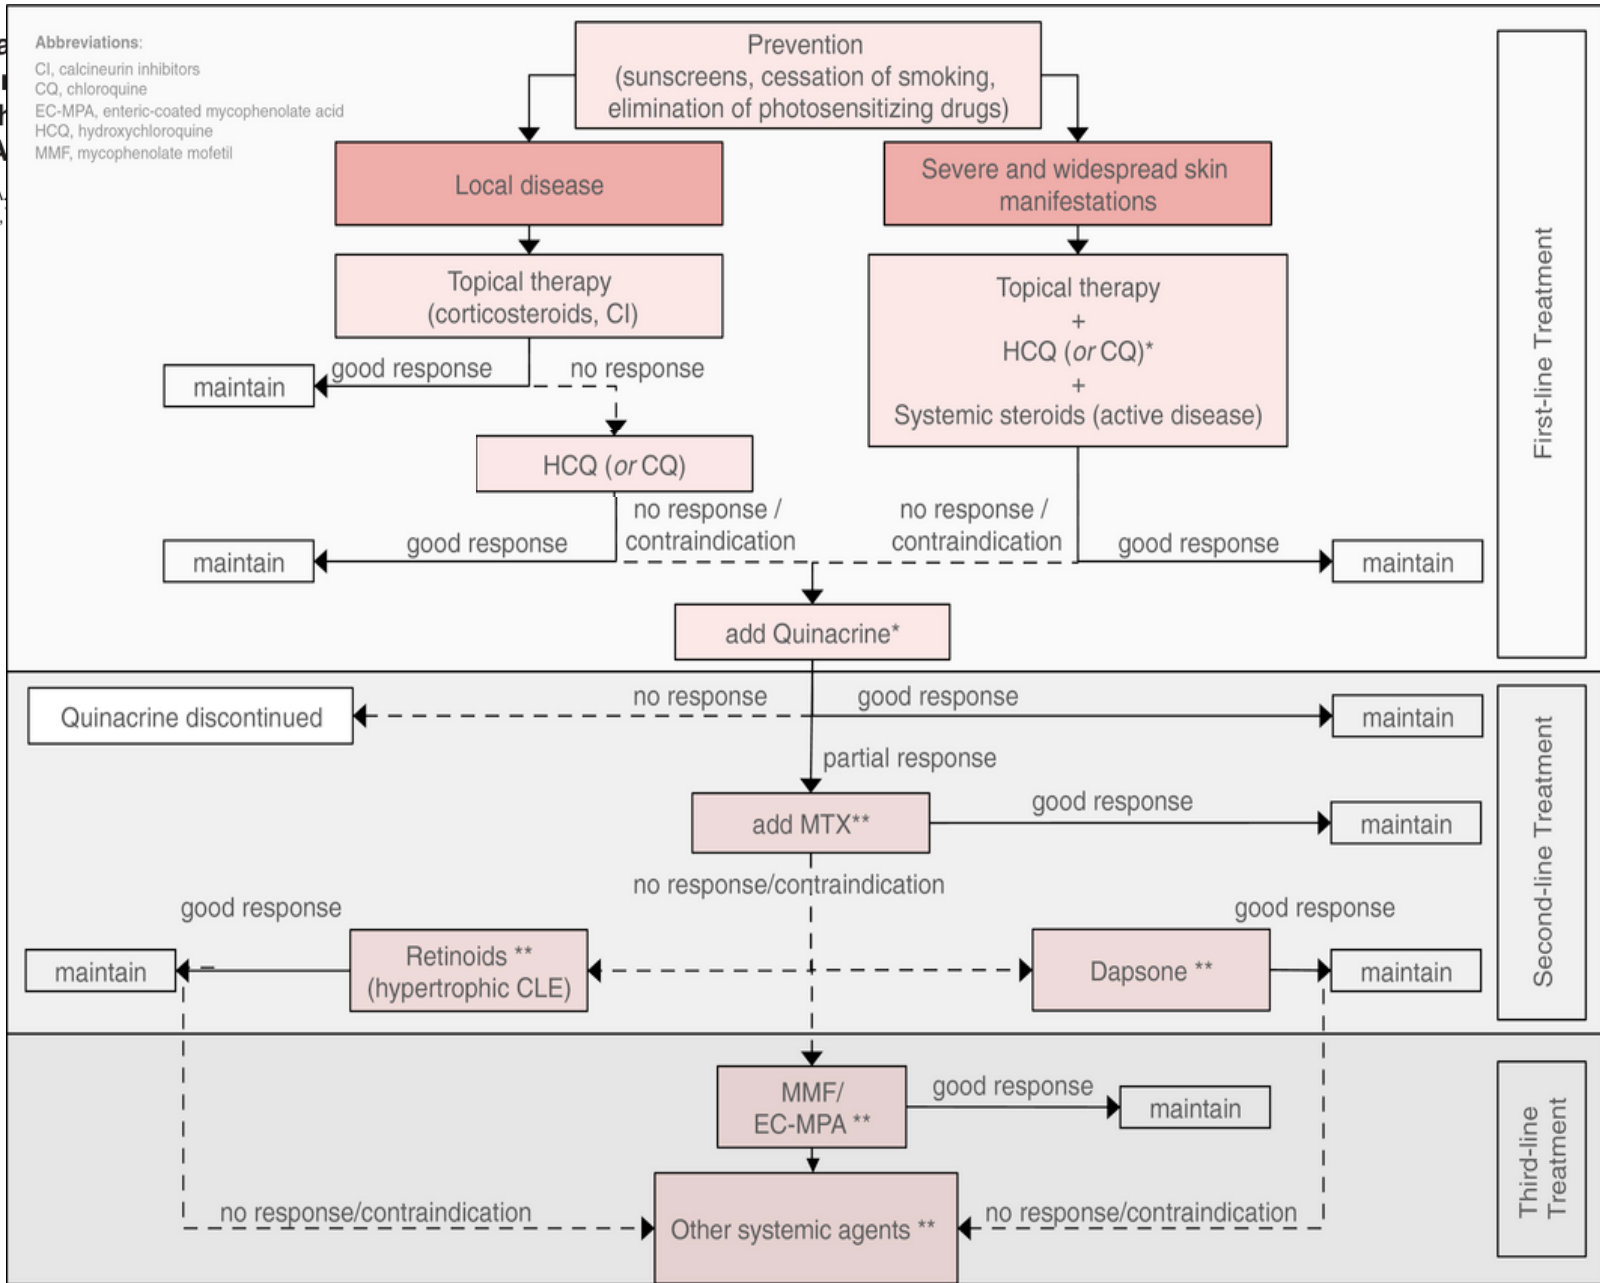 Abbreviations:
CI, calcineurin inhibitors
CQ, chloroquine
EC-MPA, enteric-coated mycophenolate acid
HCQ, hydroxychloroquine
MMF, mycophenolate mofetil
Prevention
(sunscreens, cessation of smoking,
elimination of photosensitizing drugs)
Local disease
Severe and widespread skin
manifestations
Topical therapy
(corticosteroids, CI)
Topical therapy
+
HCQ (or CQ)*
+
Systemic steroids (active disease)
good response
no response
maintain
HCQ (or CQ)
no response /
contraindication
no response /
contraindication
good response
good response
maintain
maintain
add Quinacrine*
First-line Treatment
no response
good response
Quinacrine discontinued
maintain
partial response
add MTX**
good response
maintain
no response/contraindication
good response
good response
maintain
Retinoids **
(hypertrophic CLE)
Dapsone **
maintain
Second-line Treatment
MMF/
EC-MPA **
good response
maintain
no response/contraindication
Other systemic agents **
no response/contraindication
Third-line
Treatment